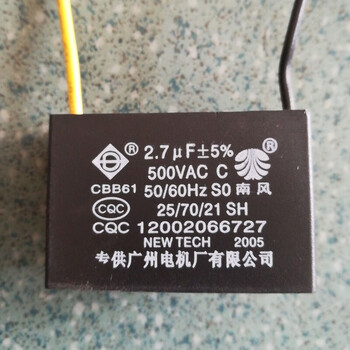 ® 2.7μF±5% ®
500VAC C
CBB61 50/60Hz S0 南风
CQC 25/70/21 SH
CQC 12002066727
NEW TECH 2005
专供广州电机厂有限公司